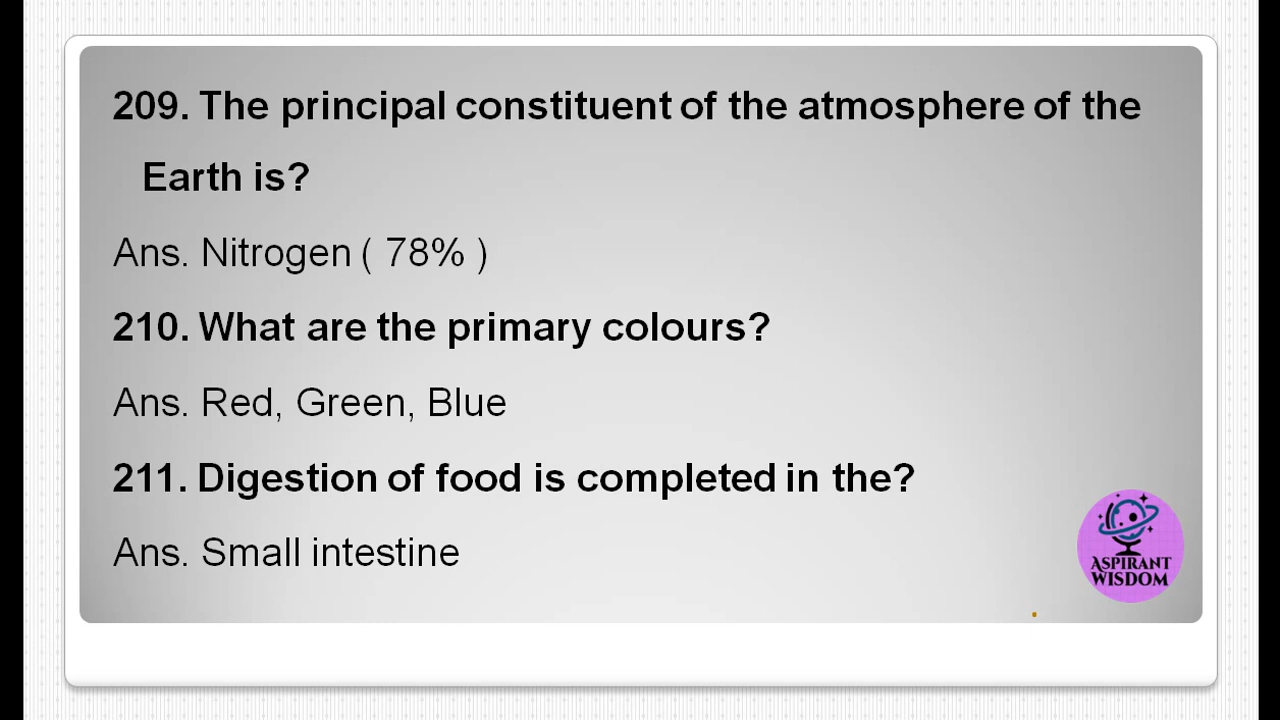 209. The principal constituent of the atmosphere of the
Earth is?
Ans. Nitrogen ( 78% )
210. What are the primary colours?
Ans. Red, Green, Blue
211. Digestion of food is completed in the?
Ans. Small intestine
ASPIRANT
WISDOM